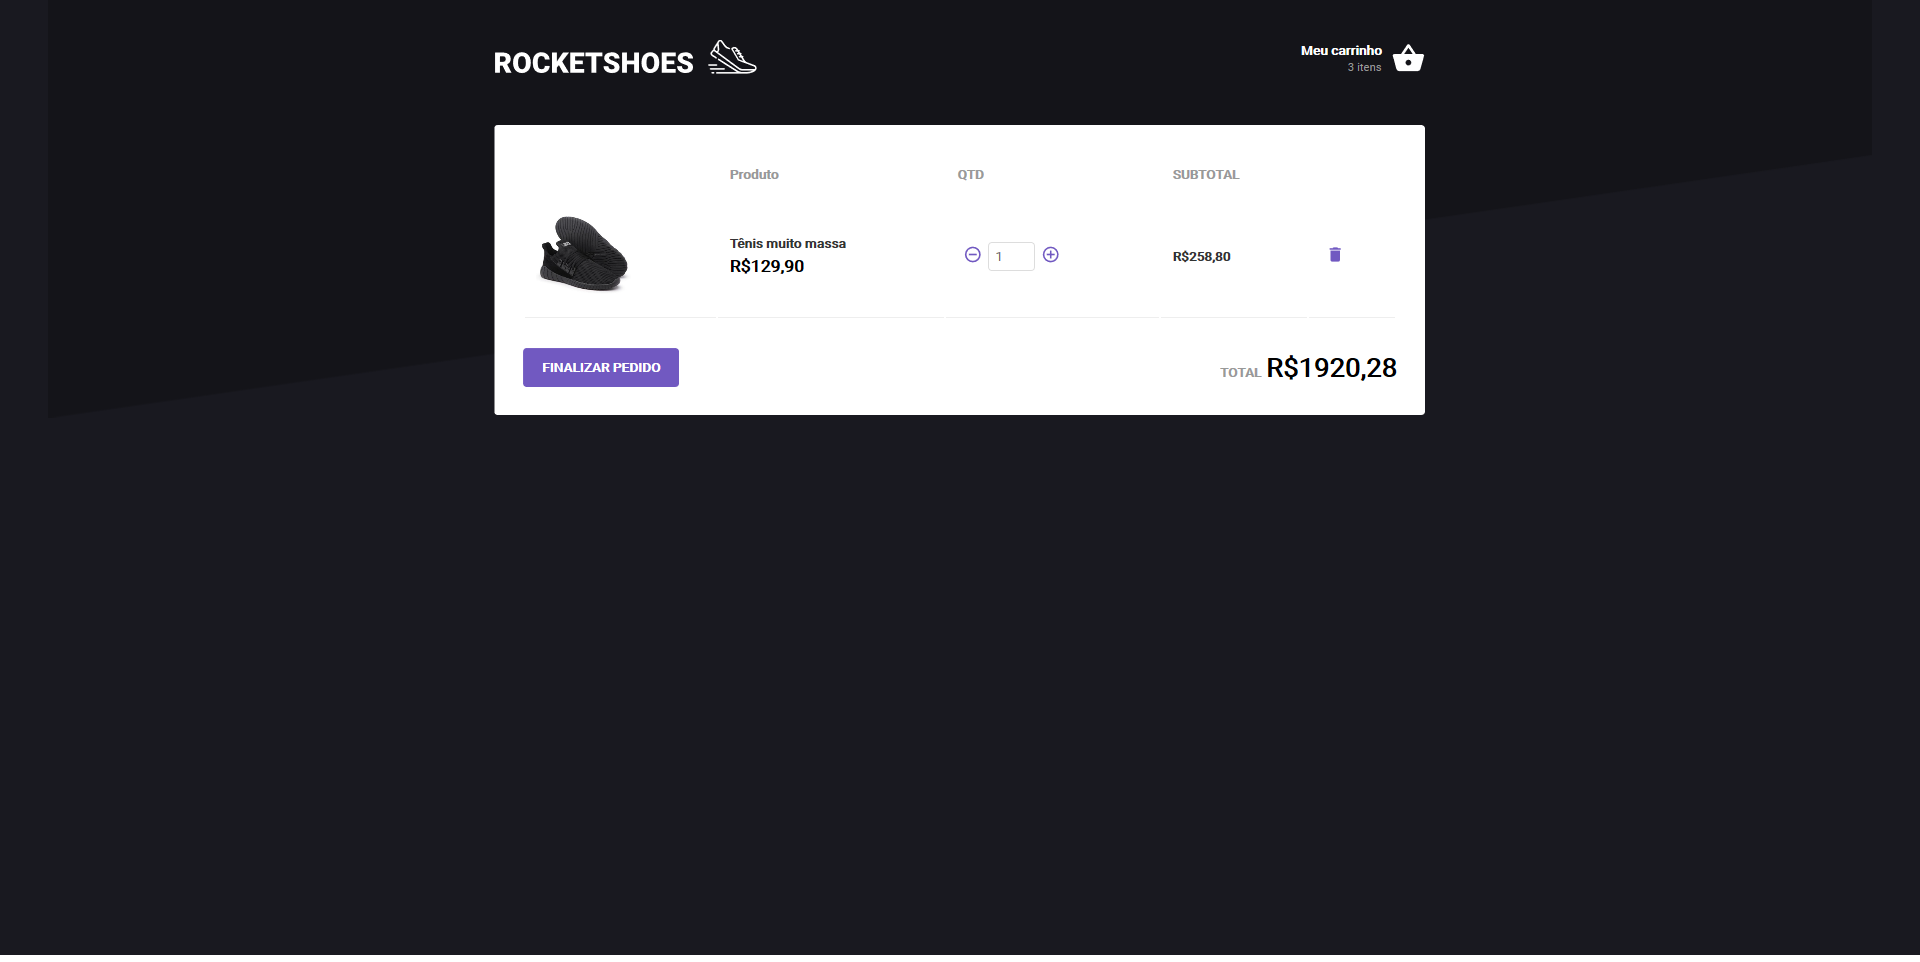 ROCKETSHOES
Meu carrinho
3 itens
Produto QTD SUBTOTAL
Tênis muito massa
R$129,90
1
R$258,80
FINALIZAR PEDIDO
TOTAL R$1920,28